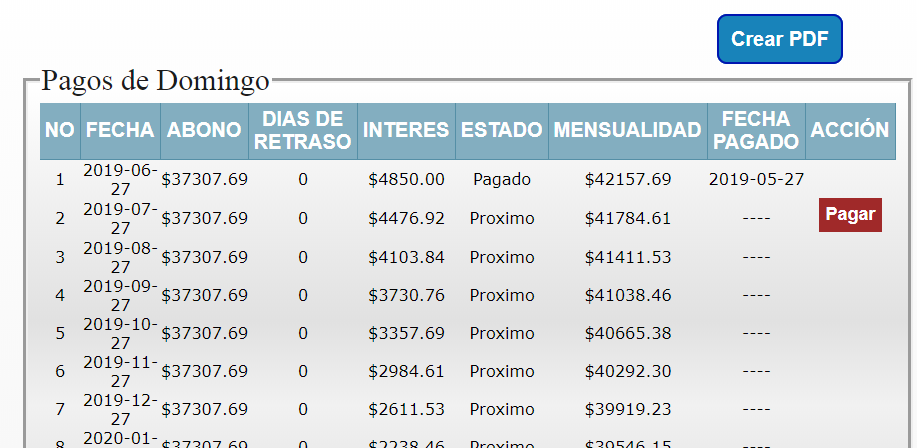 Crear PDF
Pagos de Domingo
NO FECHA ABONO DIAS DE RETRASO INTERES ESTADO MENSUALIDAD FECHA PAGADO ACCIÓN
1 2019-06-27 $37307.69 0 $4850.00 Pagado $42157.69 2019-05-27
2 2019-07-27 $37307.69 0 $4476.92 Proximo $41784.61 ---- Pagar
3 2019-08-27 $37307.69 0 $4103.84 Proximo $41411.53 ----
4 2019-09-27 $37307.69 0 $3730.76 Proximo $41038.46 ----
5 2019-10-27 $37307.69 0 $3357.69 Proximo $40665.38 ----
6 2019-11-27 $37307.69 0 $2984.61 Proximo $40292.30 ----
7 2019-12-27 $37307.69 0 $2611.53 Proximo $39919.23 ----
8 2020-01- $37307.69 0 $2238.46 Proximo $39546.15 ----